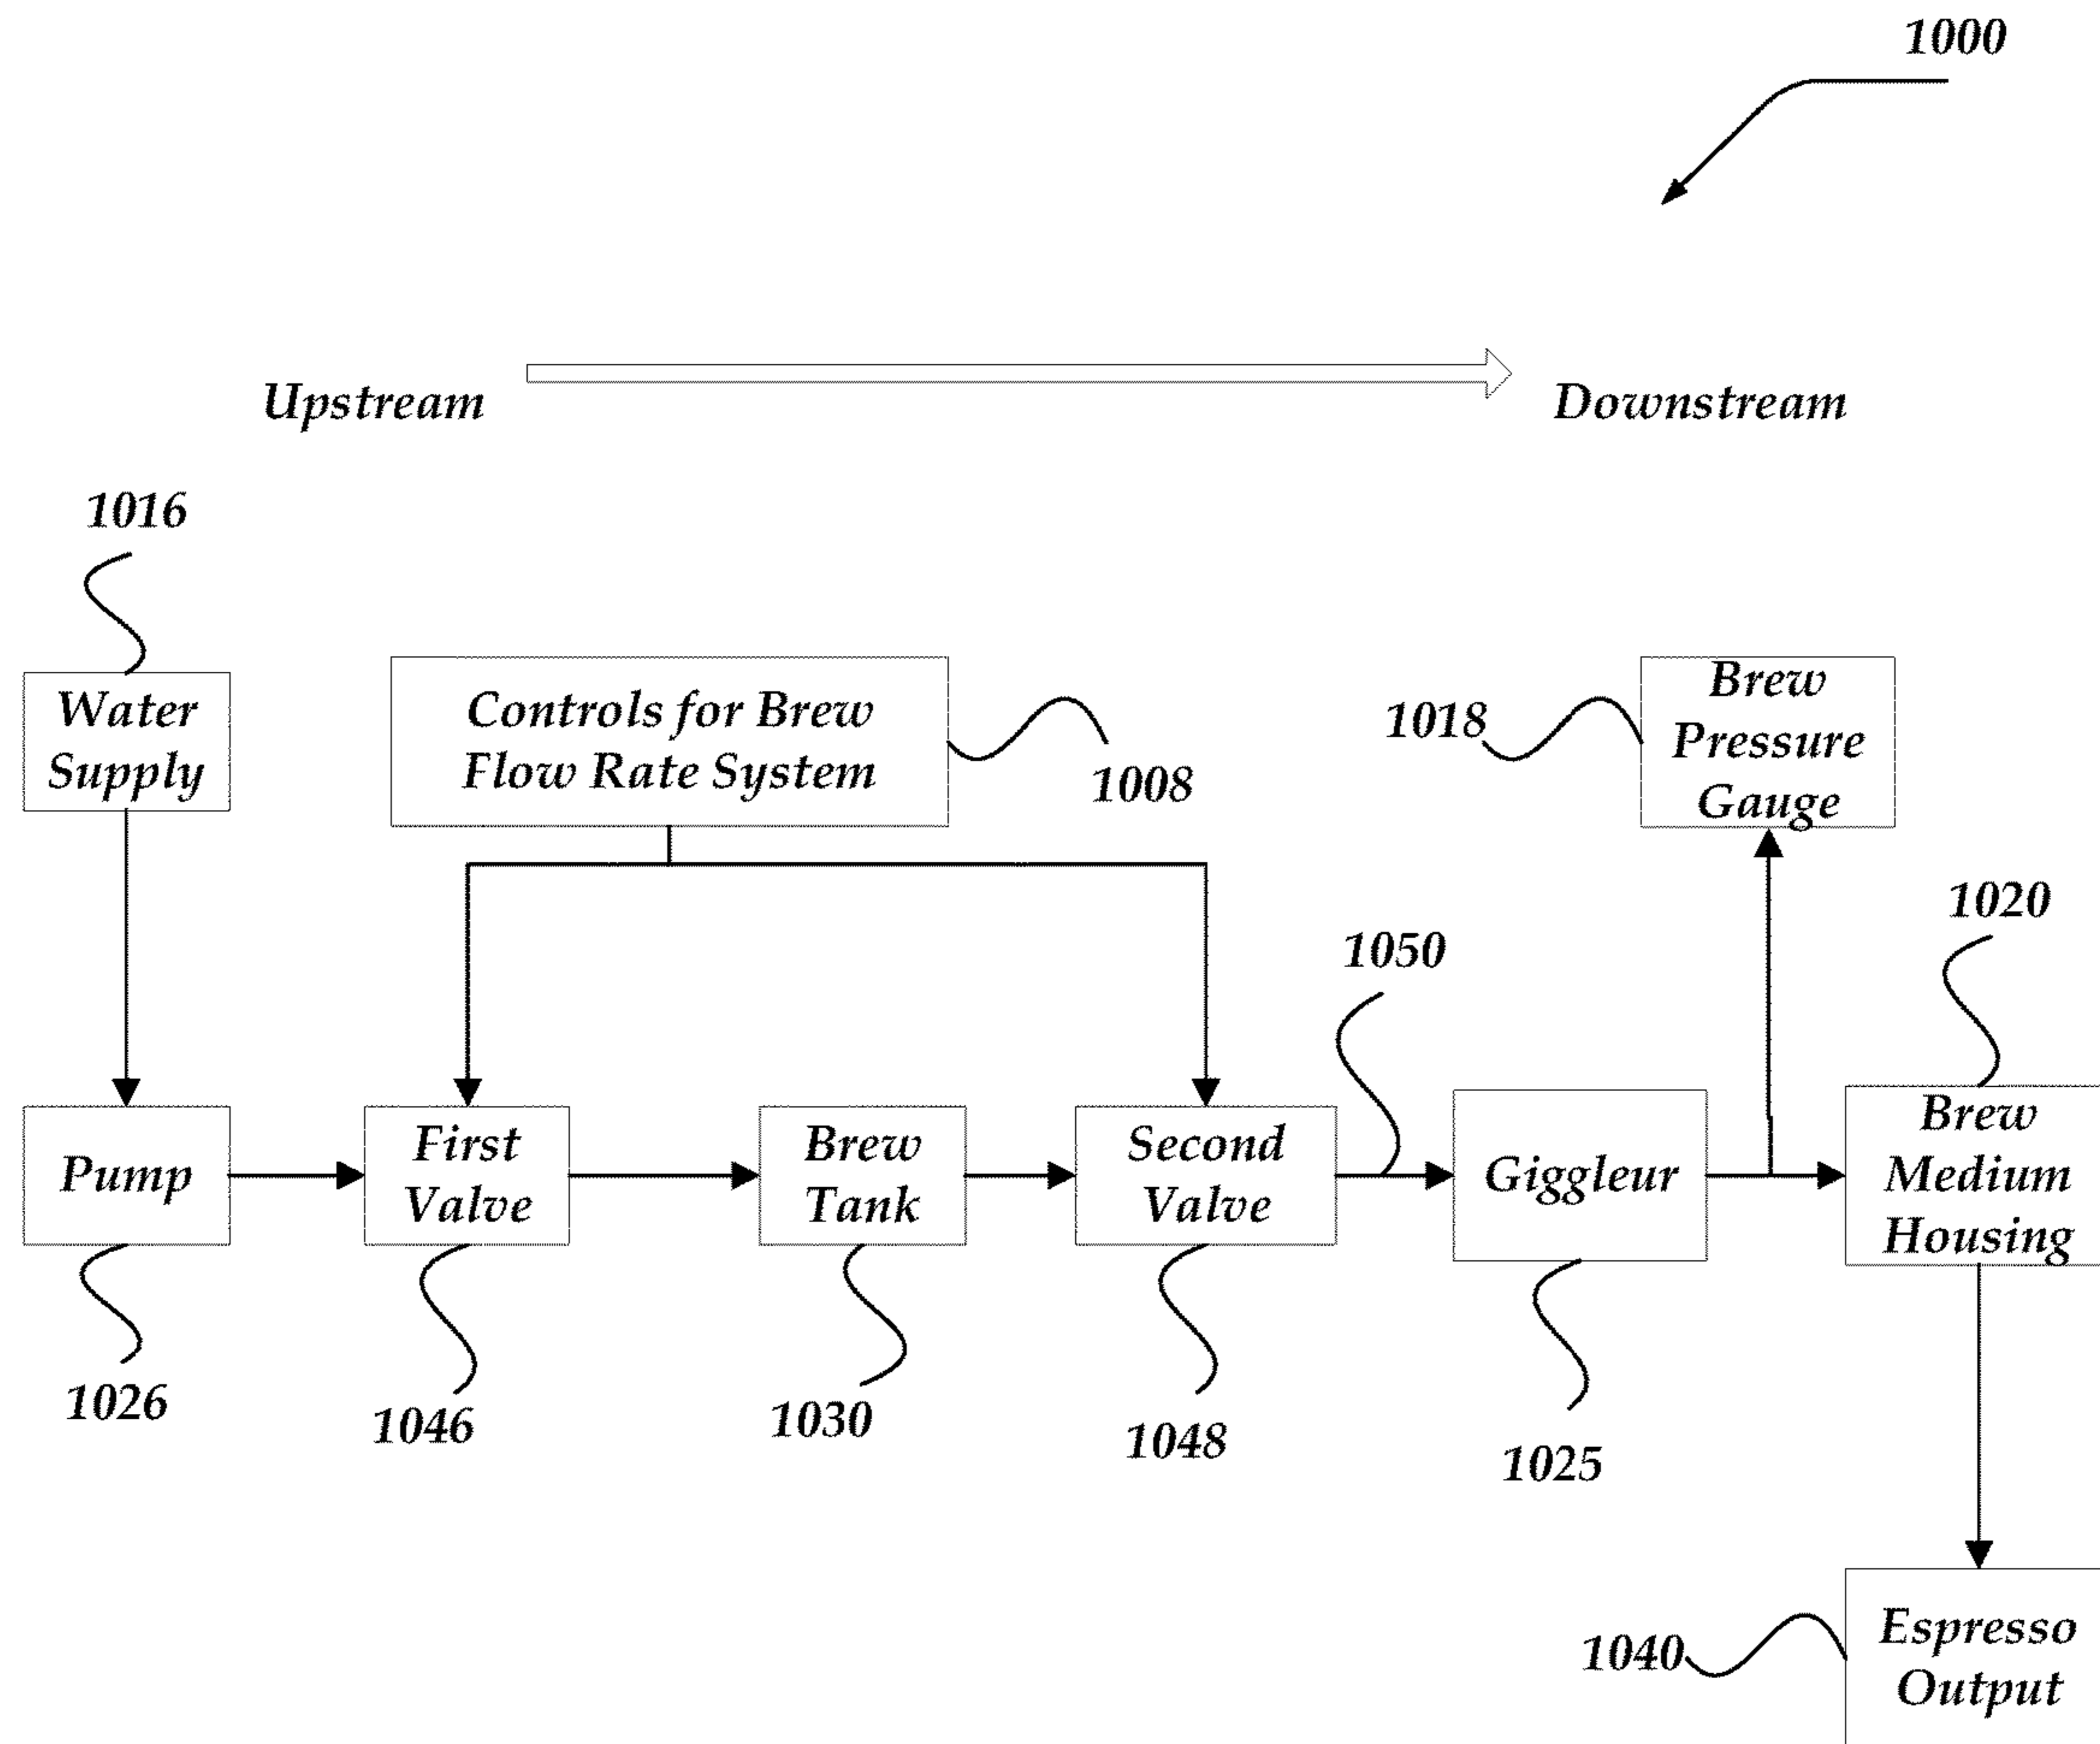 1000
Upstream
Downstream
1016
Water
Supply
Controls for Brew
Flow Rate System
1008
1018
Brew
Pressure
Gauge
1020
1050
Pump
First
Valve
Brew
Tank
Second
Valve
Giggleur
Brew
Medium
Housing
1026
1046
1030
1048
1025
1040
Espresso
Output